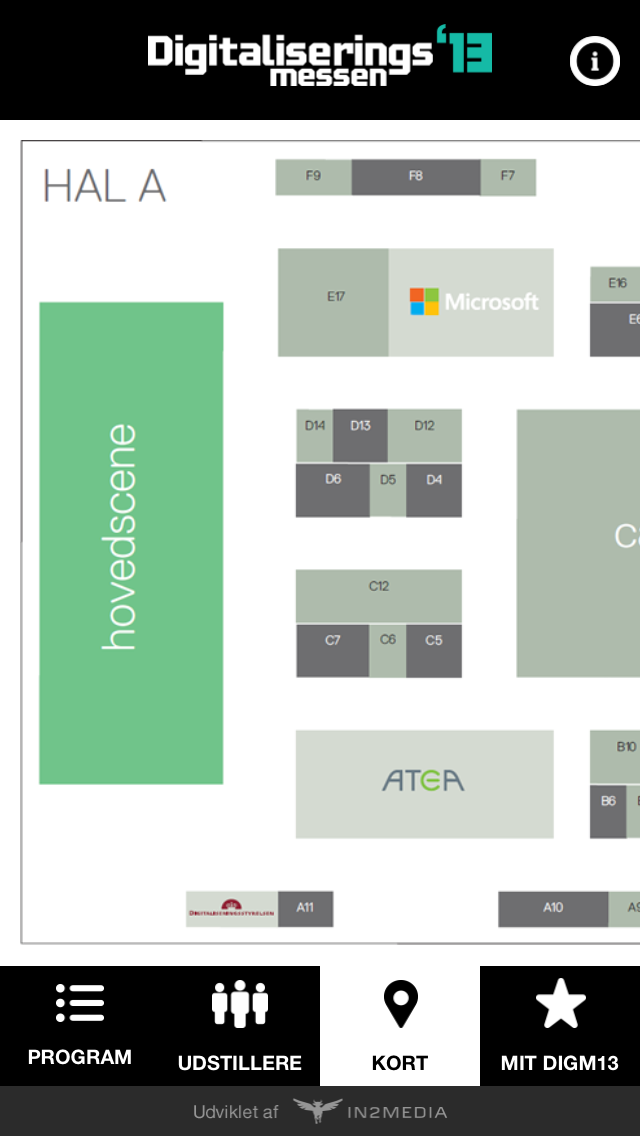 Digitaliserings '13
messen
i
HAL A
F9 F8 F7
E17 Microsoft E16
D14 D13 D12
D6 D5 D4
hovedscene
C12
C7 C6 C5
ATEA B10
B6
DIGITALISERINGSSTYRELSEN A11 A10 A9
PROGRAM UDSTILLERE KORT MIT DIGM13
Udviklet af IN2MEDIA